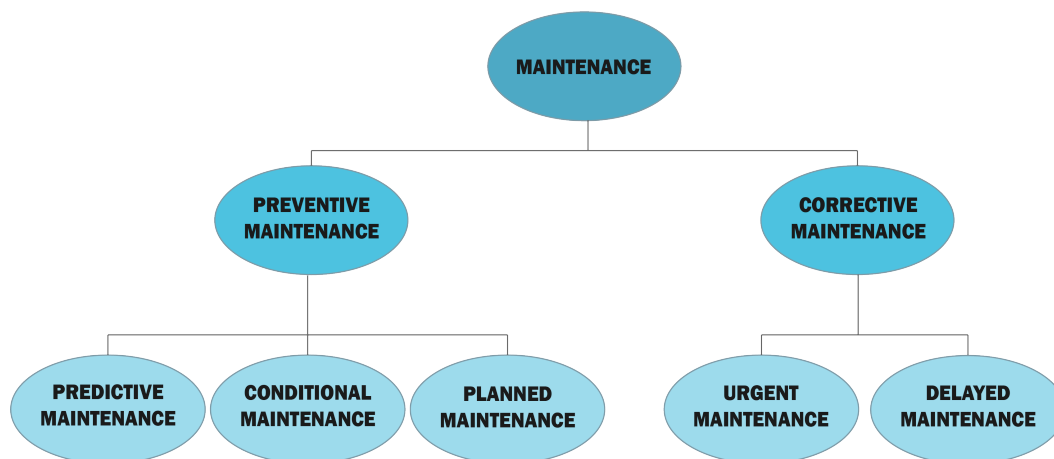 MAINTENANCE
PREVENTIVE
MAINTENANCE
CORRECTIVE
MAINTENANCE
PREDICTIVE
MAINTENANCE
CONDITIONAL
MAINTENANCE
PLANNED
MAINTENANCE
URGENT
MAINTENANCE
DELAYED
MAINTENANCE